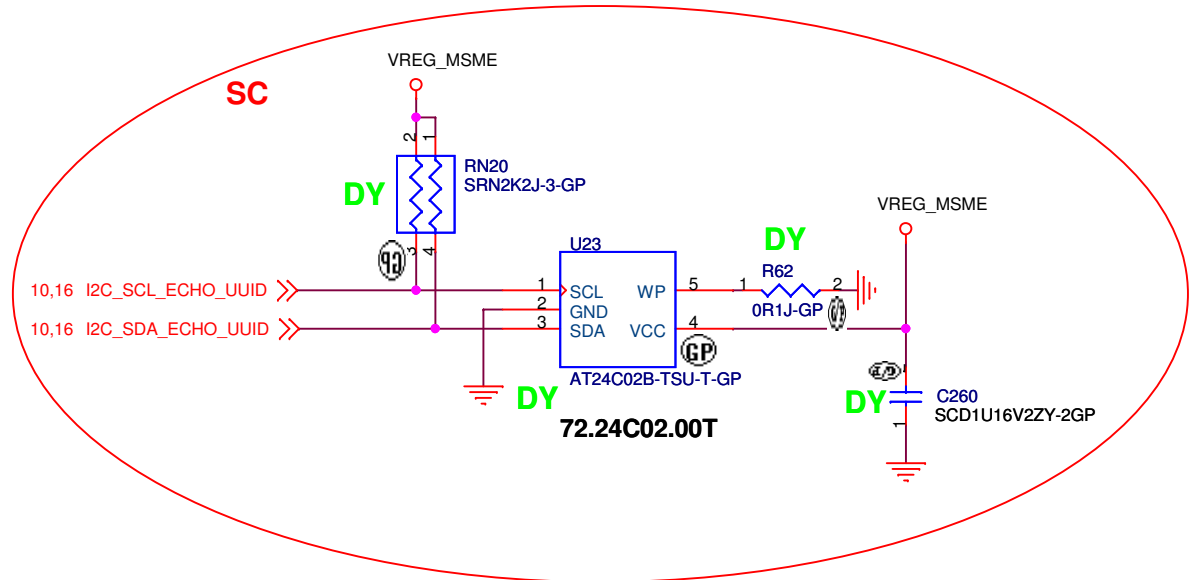 VREG_MSME
SC
2 1
RN20
SRN2K2J-3-GP
DY
GP
3 4
VREG_MSME
DY
U23
R62
10,16 I2C_SCL_ECHO_UUID
1 SCL
WP 5
1 2
0R1J-GP
2 GND
10,16 I2C_SDA_ECHO_UUID
3 SDA
VCC 4
GP
AT24C02B-TSU-T-GP
DY
72.24C02.00T
DY
C260
SCD1U16V2ZY-2GP
1